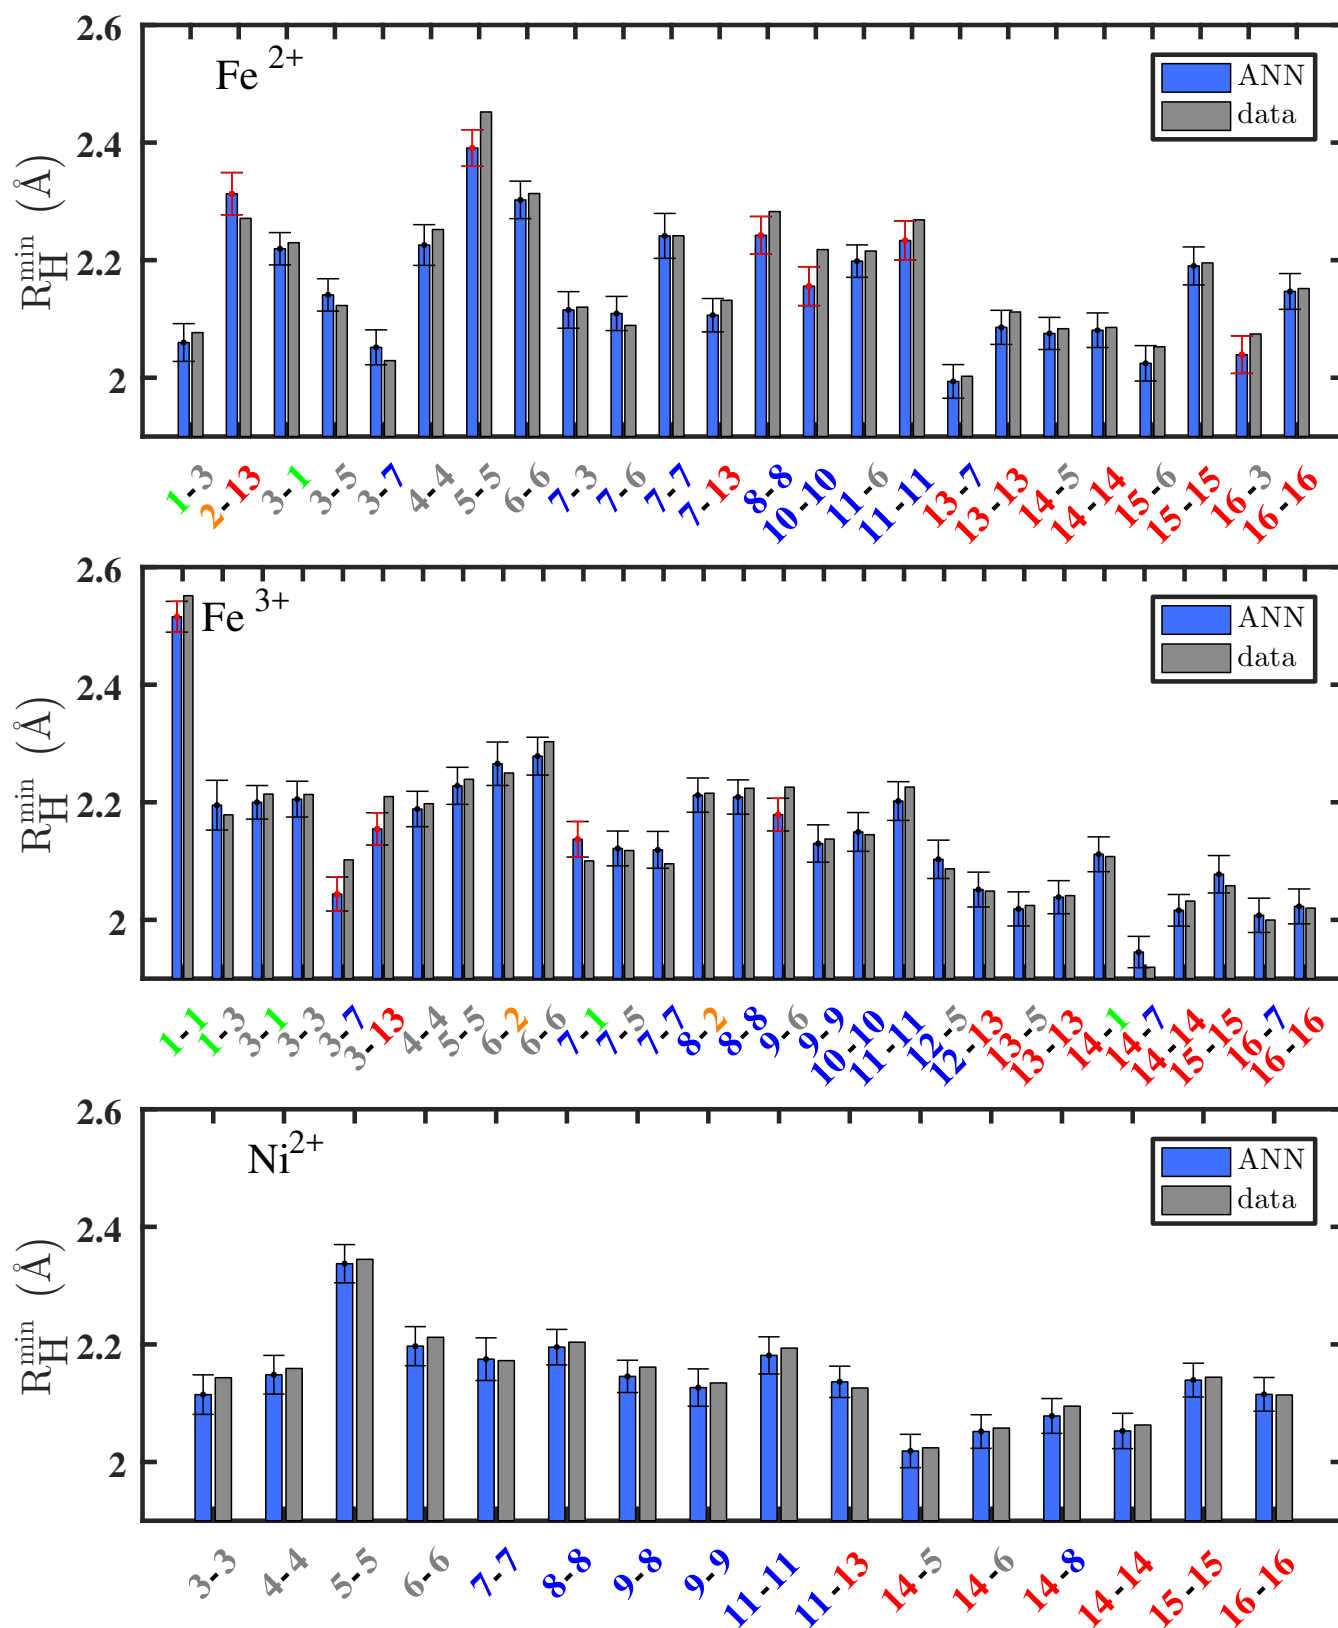 2.6
2.4
2.2
2
R_H^min (Å)
Fe 2+
ANN
data
1-3 2-13 3-1 3-5 3-7 4-4 5-5 6-6 7-3 7-6 7-7 7-13 8-8 10-10 11-6 11-11 13-7 13-13 14-5 14-14 15-6 15-15 16-3 16-16
2.6
2.4
2.2
2
R_H^min (Å)
Fe 3+
ANN
data
1-1 1-3 3-1 3-3 3-7 3-13 4-4 5-5 6-2 6-6 7-1 7-5 7-7 8-2 8-8 9-6 9-9 10-10 11-11 12-5 12-13 13-5 13-13 14-1 14-7 14-14 15-15 16-7 16-16
2.6
2.4
2.2
2
R_H^min (Å)
Ni2+
ANN
data
3-3 4-4 5-5 6-6 7-7 8-8 9-8 9-9 11-11 11-13 14-5 14-6 14-8 14-14 15-15 16-16